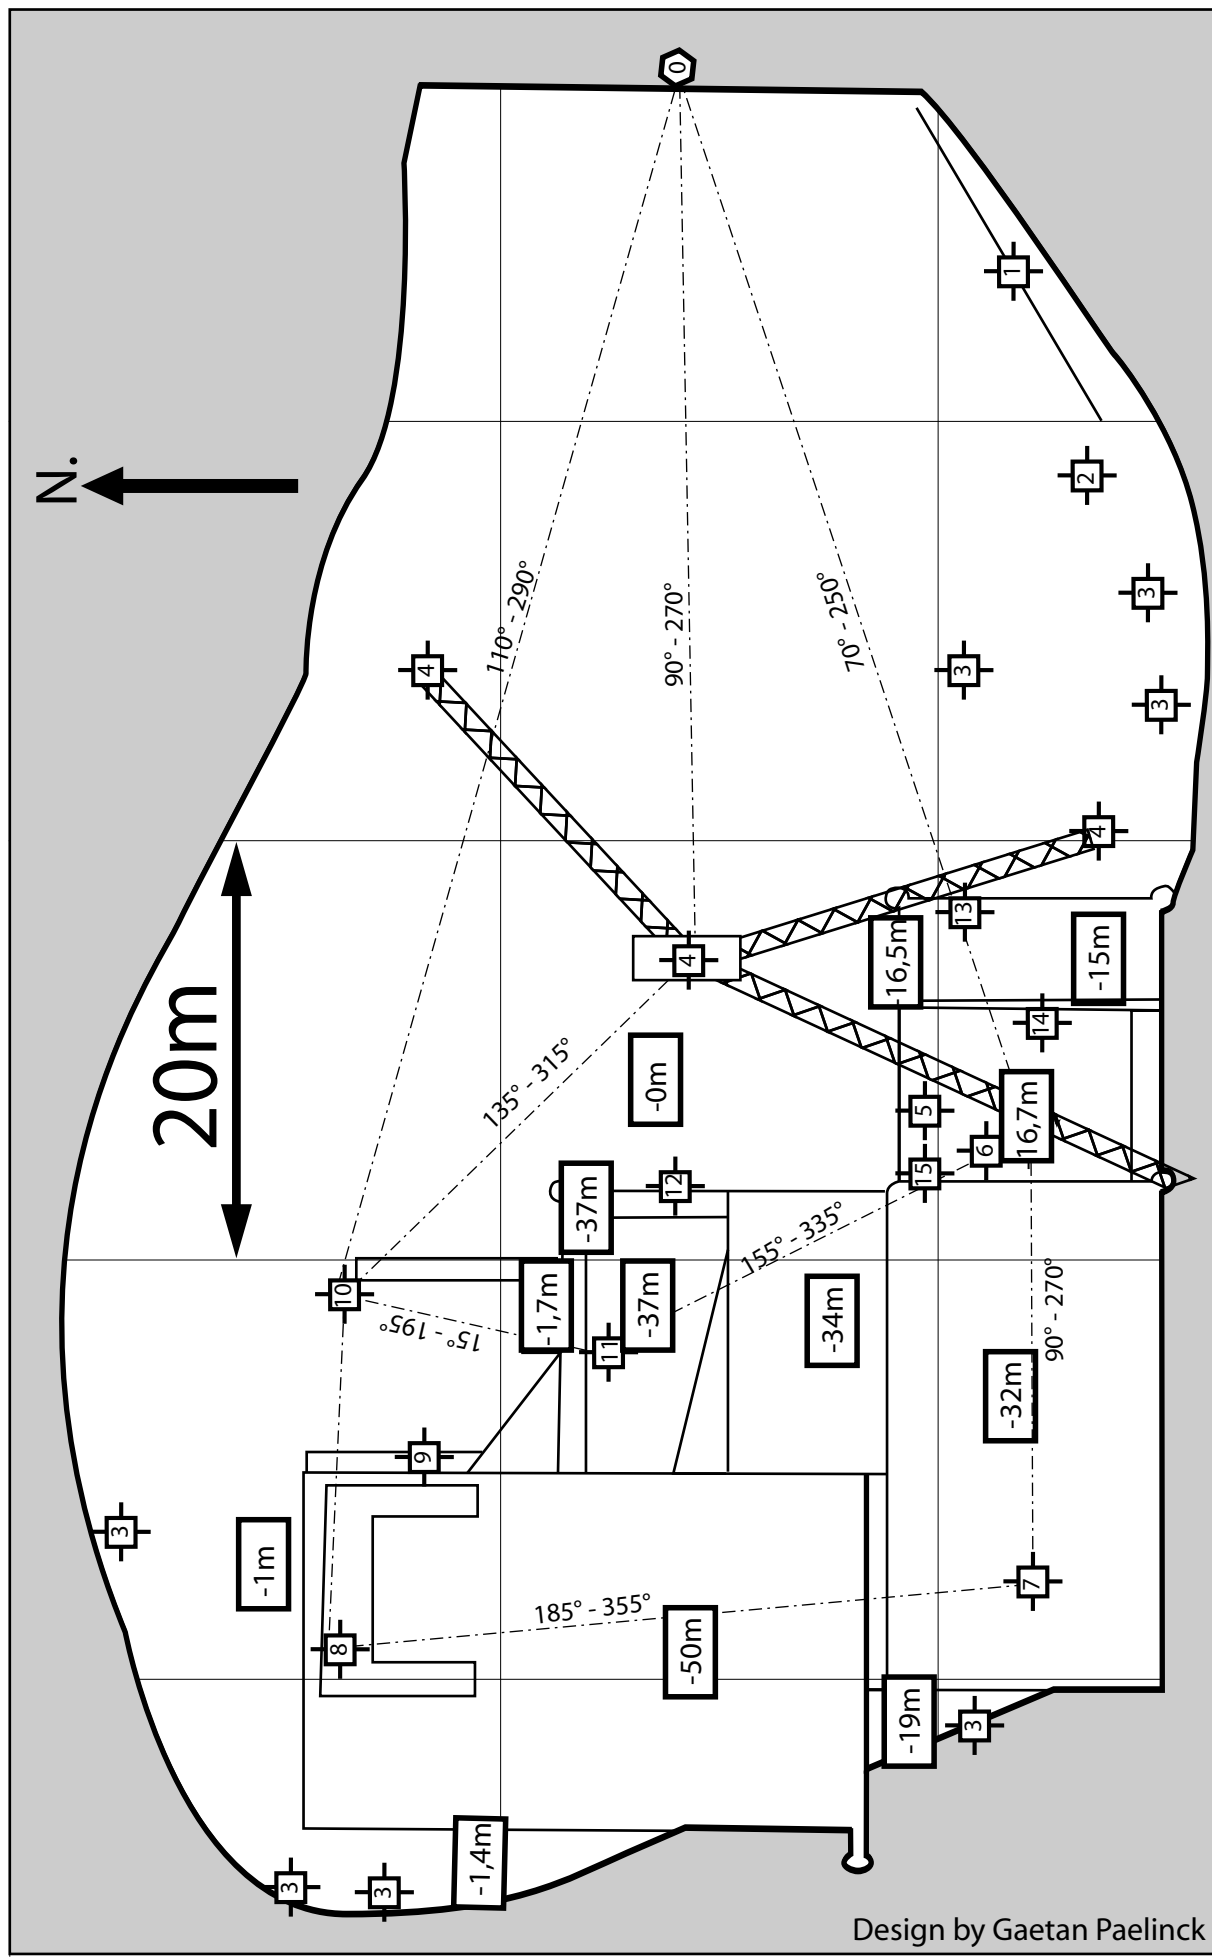 0
N.
1
2
3
110° - 290°
90° - 270°
70° - 250°
4
3
3
4
13
20m
-16,5m
-15m
4
14
135° - 315°
-0m
5
16,7m
6
15
12
-37m
155° - 335°
10
-1,7m
-37m
-34m
90° - 270°
15° - 195°
11
-32m
9
3
-1m
7
185° - 355°
8
-50m
-19m
3
-1,4m
3
3
Design by Gaetan Paelinck